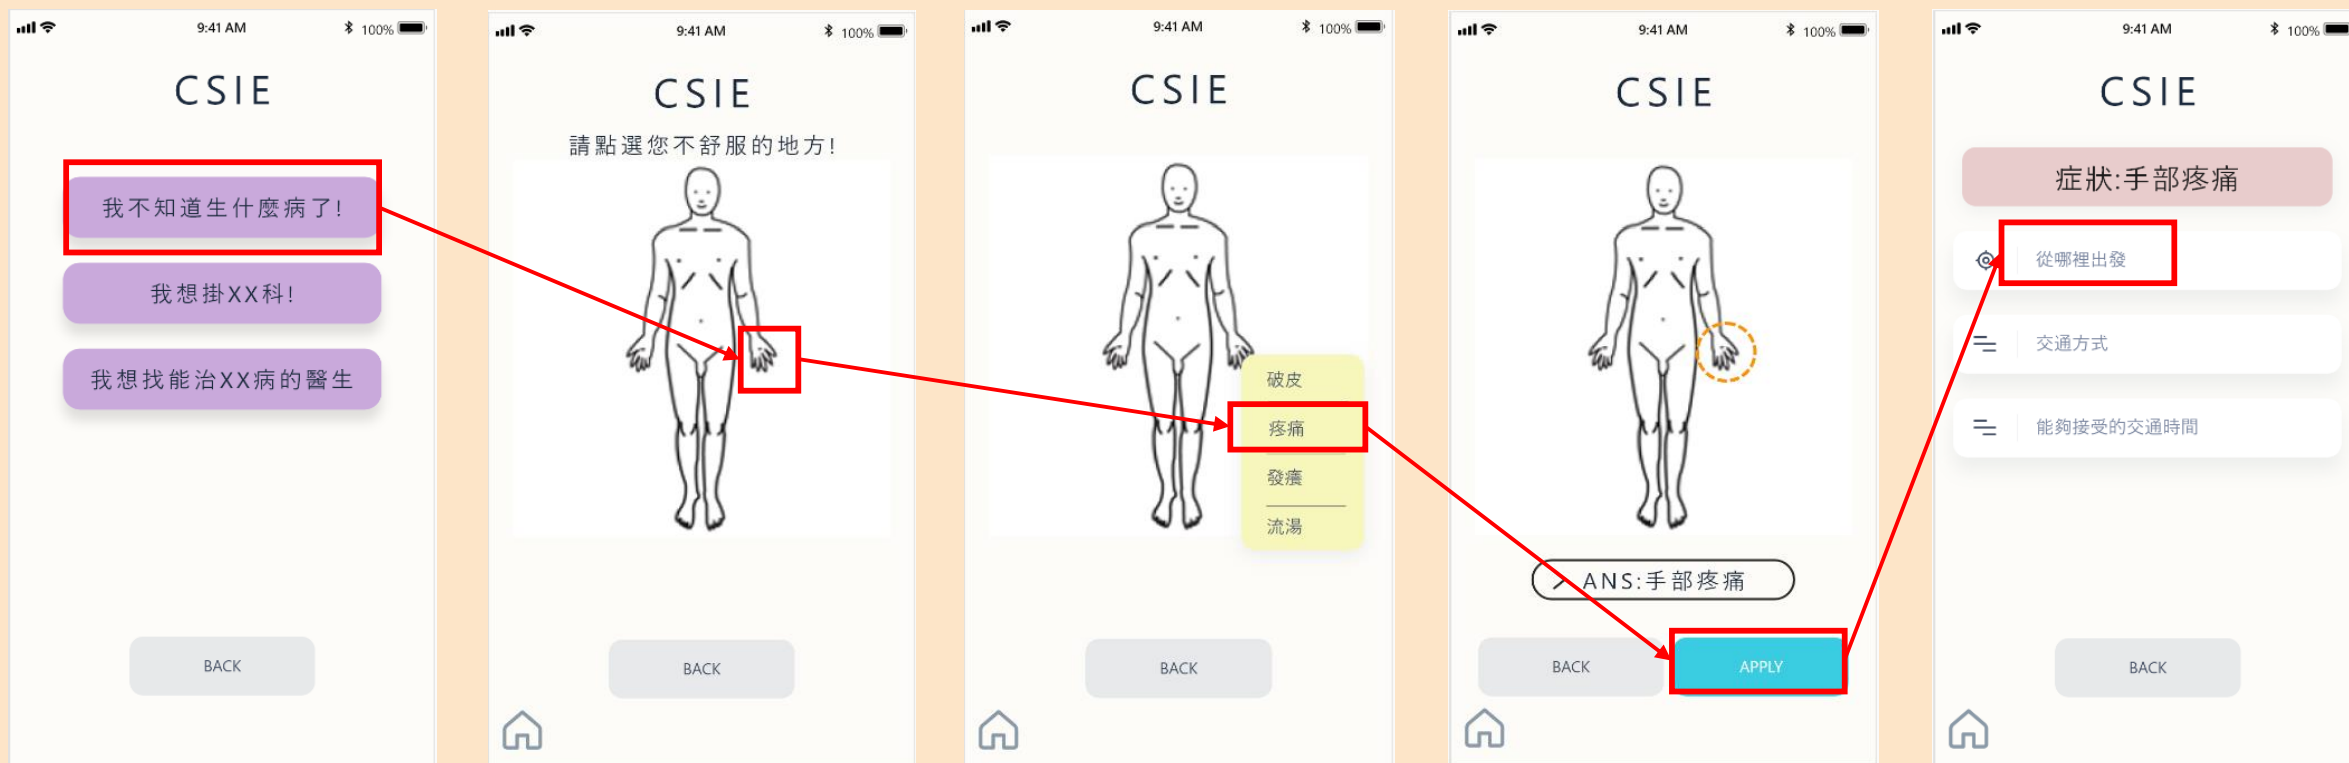 9:41 AM
100%
CSIE
我不知道生什麼病了!
我想掛XX科!
我想找能治XX病的醫生
BACK
9:41 AM
100%
CSIE
請點選您不舒服的地方!
BACK
9:41 AM
100%
CSIE
破皮
疼痛
發癢
流湯
BACK
9:41 AM
100%
CSIE
ANS:手部疼痛
BACK
APPLY
9:41 AM
100%
CSIE
症狀:手部疼痛
從哪裡出發
交通方式
能夠接受的交通時間
BACK